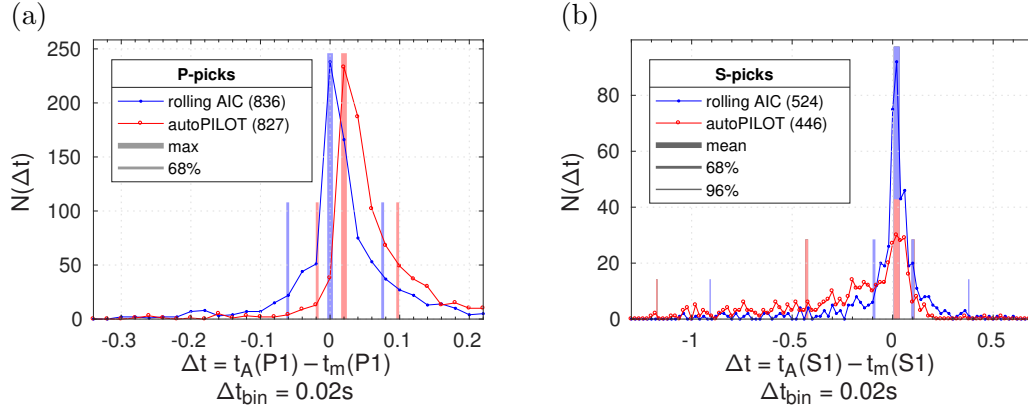 (a)
250
200
150
100
50
0
N(Δt)
P-picks
rolling AIC (836)
autoPILOT (827)
max
68%
-0.3 -0.2 -0.1 0 0.1 0.2
Δt = t_A(P1) − t_m(P1)
Δt_bin = 0.02s
(b)
80
60
40
20
0
N(Δt)
S-picks
rolling AIC (524)
autoPILOT (446)
mean
68%
96%
-1 -0.5 0 0.5
Δt = t_A(S1) − t_m(S1)
Δt_bin = 0.02s